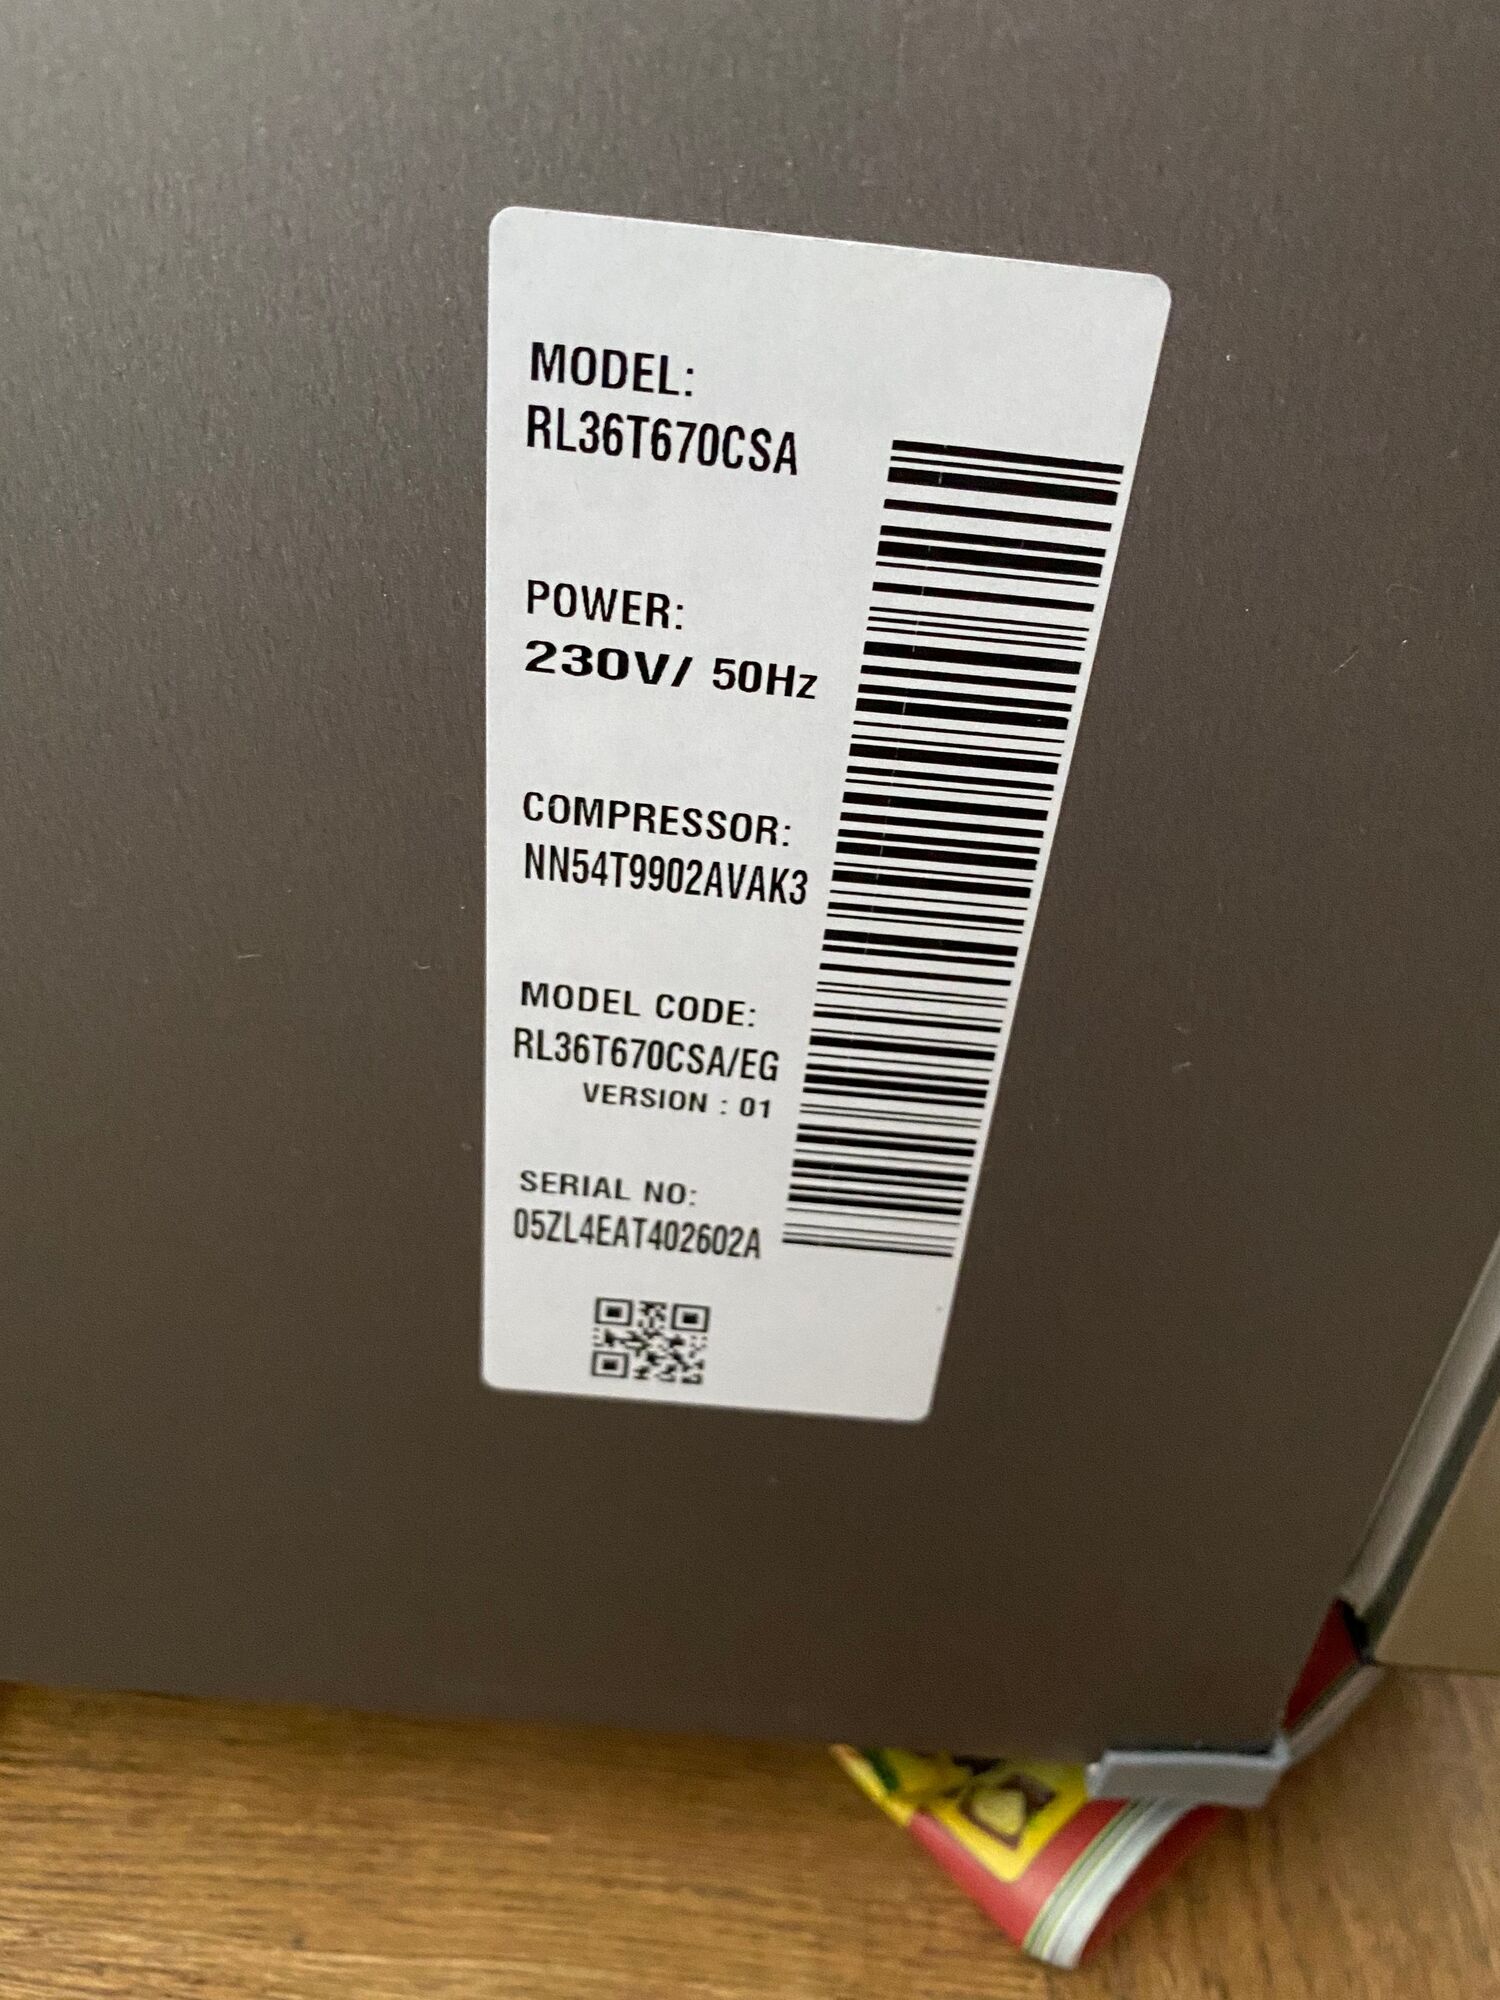 MODEL:
RL36T670CSA
POWER:
230V/ 50Hz
COMPRESSOR:
NN54T9902AVAK3
MODEL CODE:
RL36T670CSA/EG
VERSION : 01
SERIAL NO:
05ZL4EAT402602A